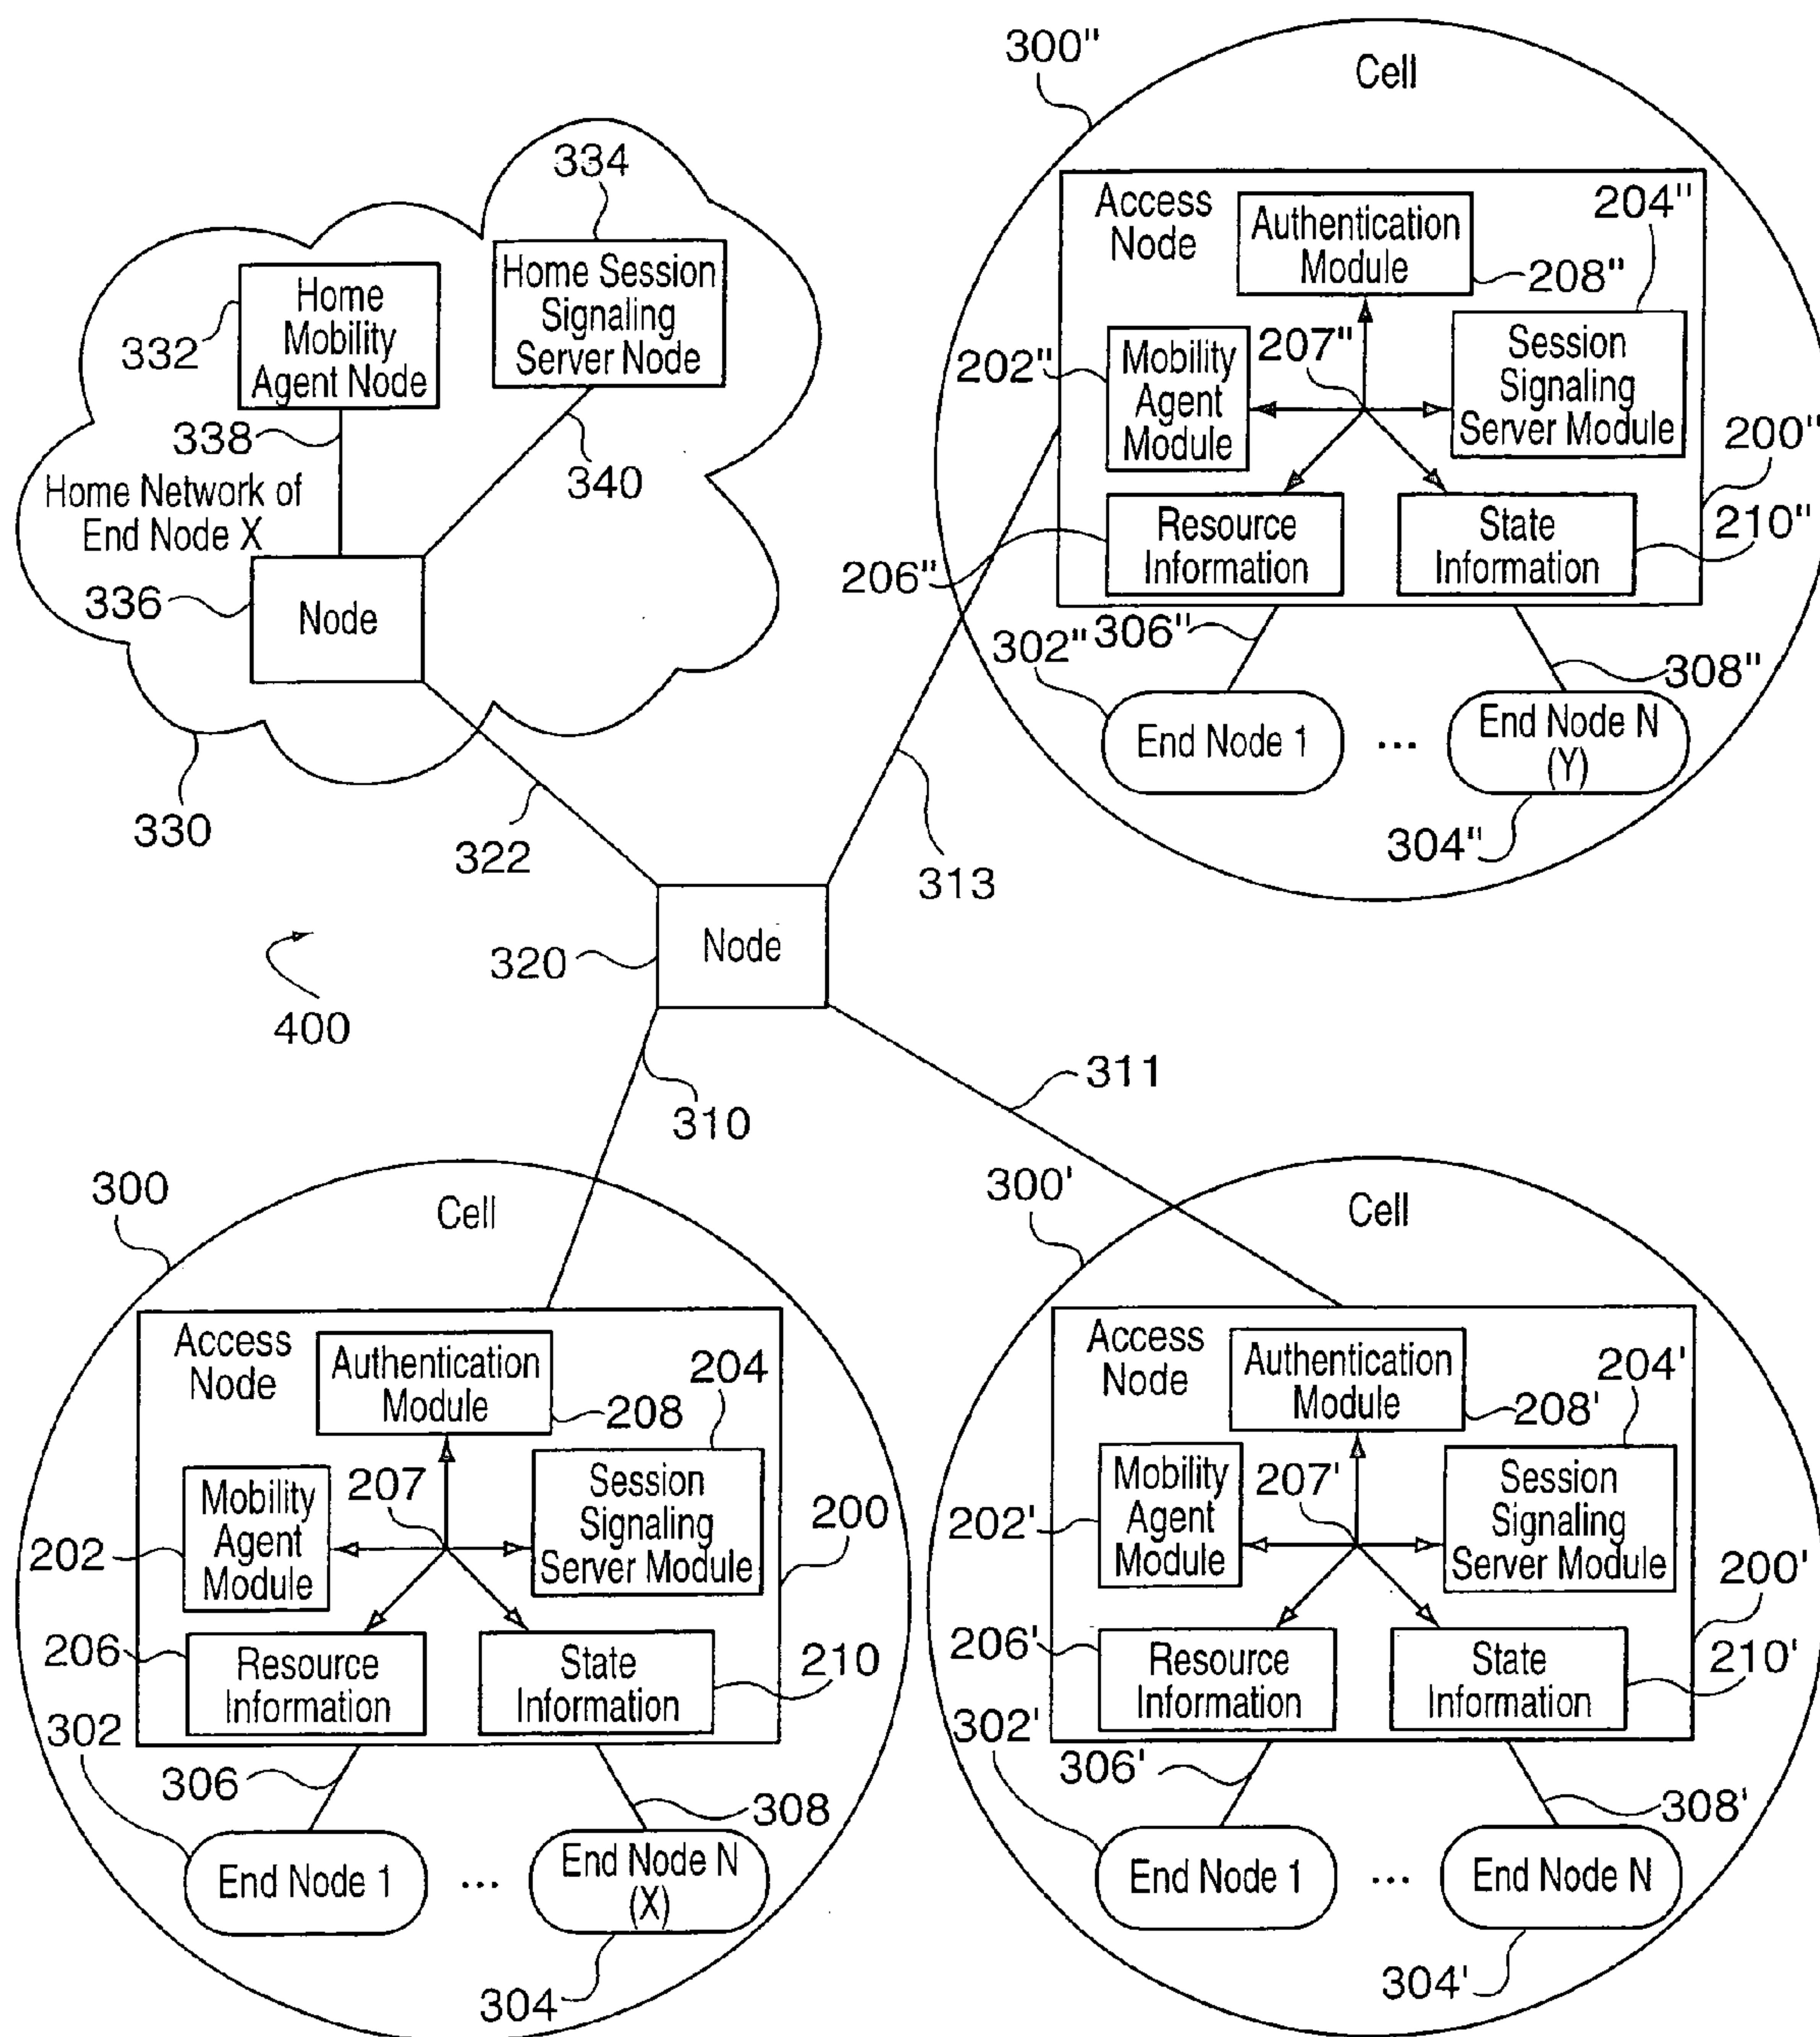 300"
Cell
334
Access
Node
Authentication
Module
204"
208"
Home
Mobility
Agent Node
Home Session
Signaling
Server Node
332
202"
Mobility
Agent
Module
207"
Session
Signaling
Server Module
338
340
200"
Home Network of
End Node X
Resource
Information
State
Information
210"
206"
336
Node
306"
302"
308"
End Node 1
...
End Node N
(Y)
330
322
313
304"
320
Node
400
310
311
300
Cell
300'
Cell
Access
Node
Authentication
Module
204
208
202
Mobility
Agent
Module
207
Session
Signaling
Server Module
200
206
Resource
Information
State
Information
210
302
306
308
End Node 1
...
End Node N
(X)
304
Access
Node
Authentication
Module
204'
208'
202'
Mobility
Agent
Module
207'
Session
Signaling
Server Module
200'
206'
Resource
Information
State
Information
210'
302'
306'
308'
End Node 1
...
End Node N
304'